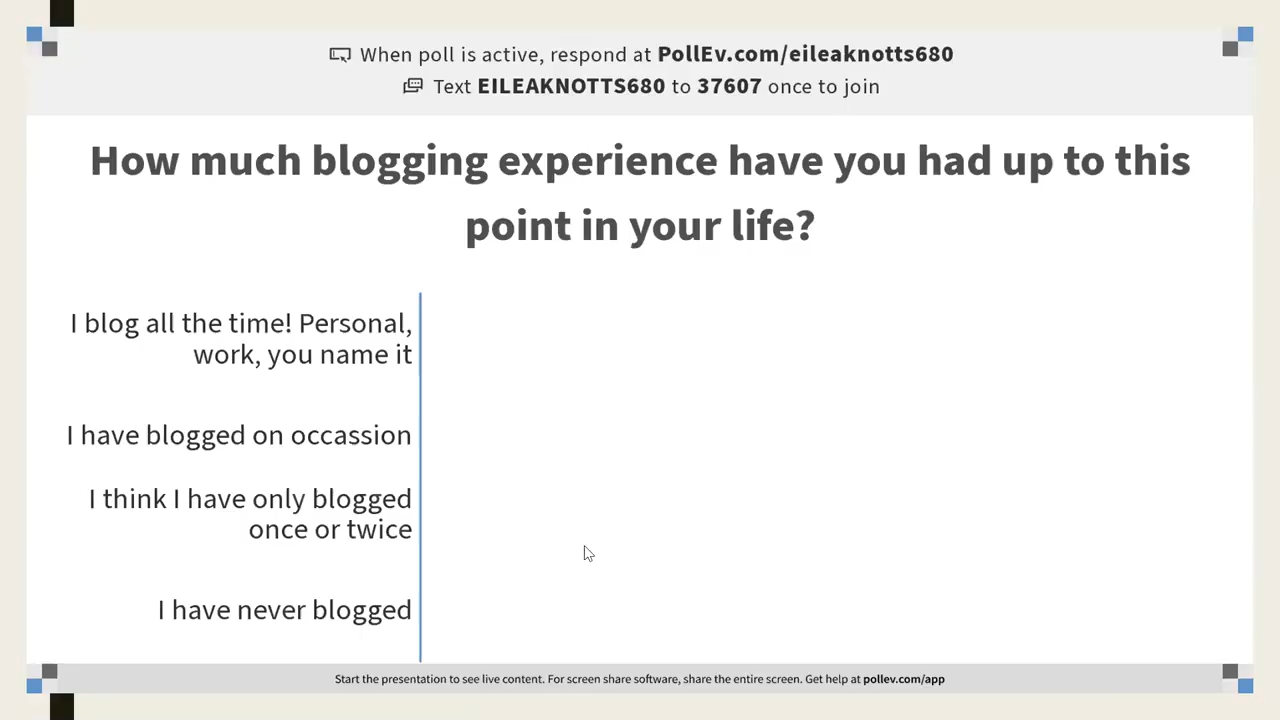 When poll is active, respond at PollEv.com/eileaknotts680
Text EILEAKNOTTS680 to 37607 once to join
How much blogging experience have you had up to this
point in your life?
I blog all the time! Personal,
work, you name it
I have blogged on occassion
I think I have only blogged
once or twice
I have never blogged
Start the presentation to see live content. For screen share software, share the entire screen. Get help at pollev.com/app